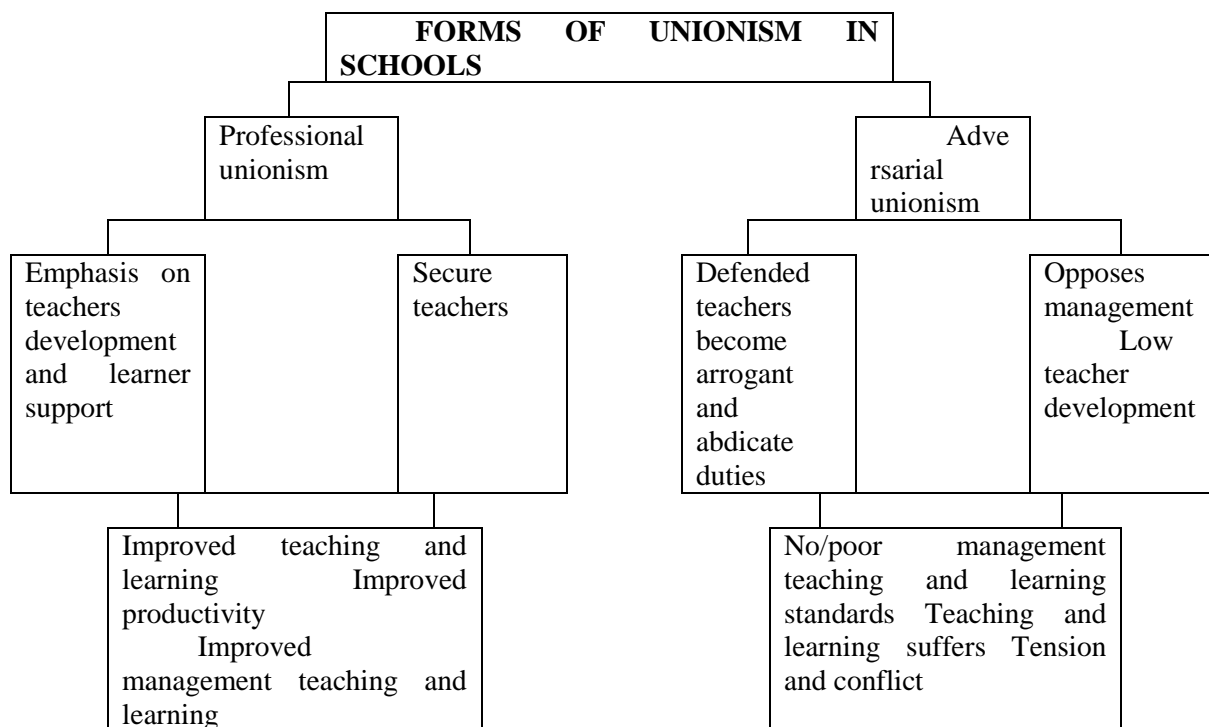 FORMS OF UNIONISM IN
SCHOOLS
Professional
unionism
Adve
rsarial
unionism
Emphasis on
teachers
development
and learner
support
Secure
teachers
Defended
teachers
become
arrogant
and
abdicate
duties
Opposes
management
Low
teacher
development
Improved teaching and
learning Improved
productivity
Improved
management teaching and
learning
No/poor management
teaching and learning
standards Teaching and
learning suffers Tension
and conflict